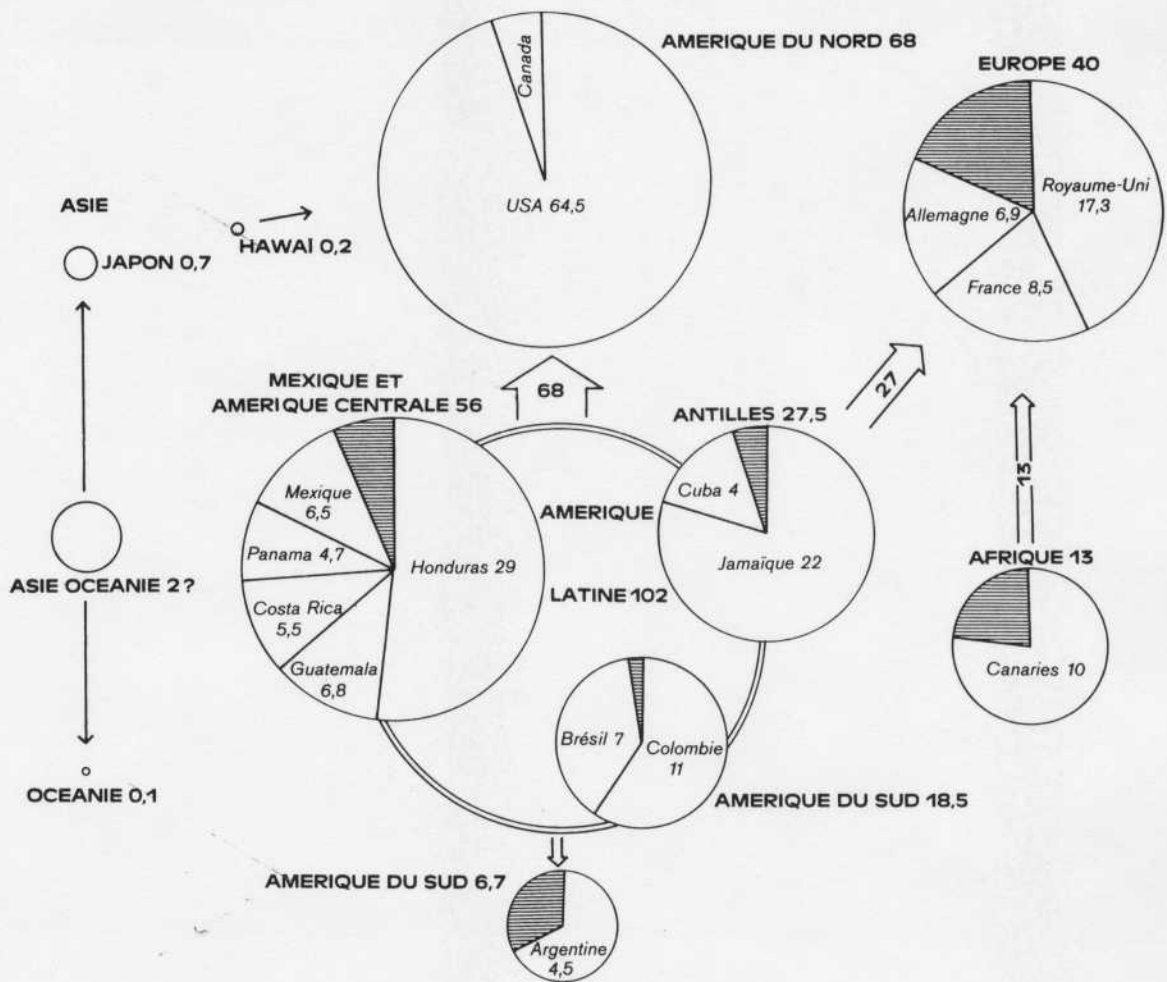 AMERIQUE DU NORD 68
Canada
USA 64,5
EUROPE 40
Royaume-Uni
17,3
Allemagne 6,9
France 8,5
ASIE
JAPON 0,7
HAWAÏ 0,2
68
27
13
MEXIQUE ET
AMERIQUE CENTRALE 56
Mexique
6,5
Panama 4,7
Costa Rica
5,5
Guatemala
6,8
Honduras 29
ANTILLES 27,5
Cuba 4
Jamaïque 22
AMERIQUE
LATINE 102
ASIE OCEANIE 2 ?
OCEANIE 0,1
AFRIQUE 13
Canaries 10
Brésil 7
Colombie
11
AMERIQUE DU SUD 18,5
AMERIQUE DU SUD 6,7
Argentine
4,5